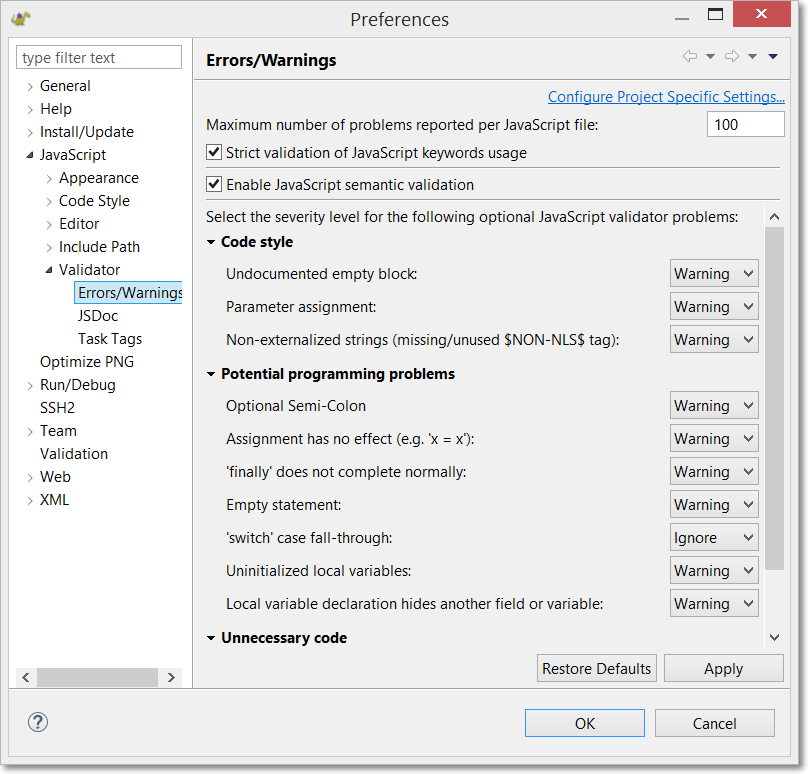 Preferences
type filter text
General
Help
Install/Update
JavaScript
Appearance
Code Style
Editor
Include Path
Validator
Errors/Warnings
JSDoc
Task Tags
Optimize PNG
Run/Debug
SSH2
Team
Validation
Web
XML
Errors/Warnings
Configure Project Specific Settings...
Maximum number of problems reported per JavaScript file: 100
Strict validation of JavaScript keywords usage
Enable JavaScript semantic validation
Select the severity level for the following optional JavaScript validator problems:
Code style
Undocumented empty block: Warning
Parameter assignment: Warning
Non-externalized strings (missing/unused $NON-NLS$ tag): Warning
Potential programming problems
Optional Semi-Colon Warning
Assignment has no effect (e.g. 'x = x'): Warning
'finally' does not complete normally: Warning
Empty statement: Warning
'switch' case fall-through: Ignore
Uninitialized local variables: Warning
Local variable declaration hides another field or variable: Warning
Unnecessary code
Restore Defaults Apply
? OK Cancel